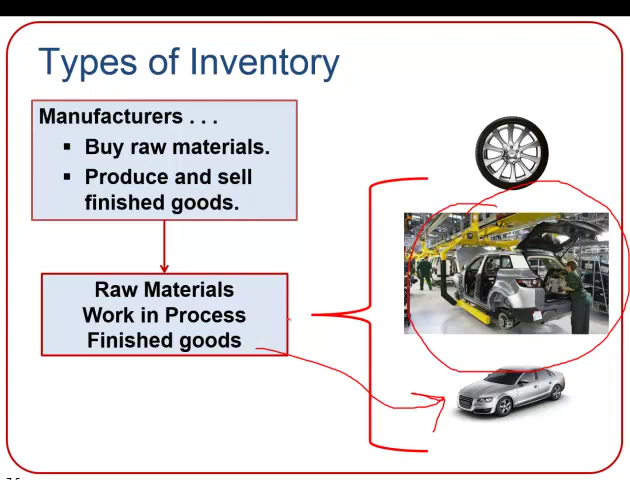 Types of Inventory
Manufacturers . . .
▪ Buy raw materials.
▪ Produce and sell
finished goods.
Raw Materials
Work in Process
Finished goods